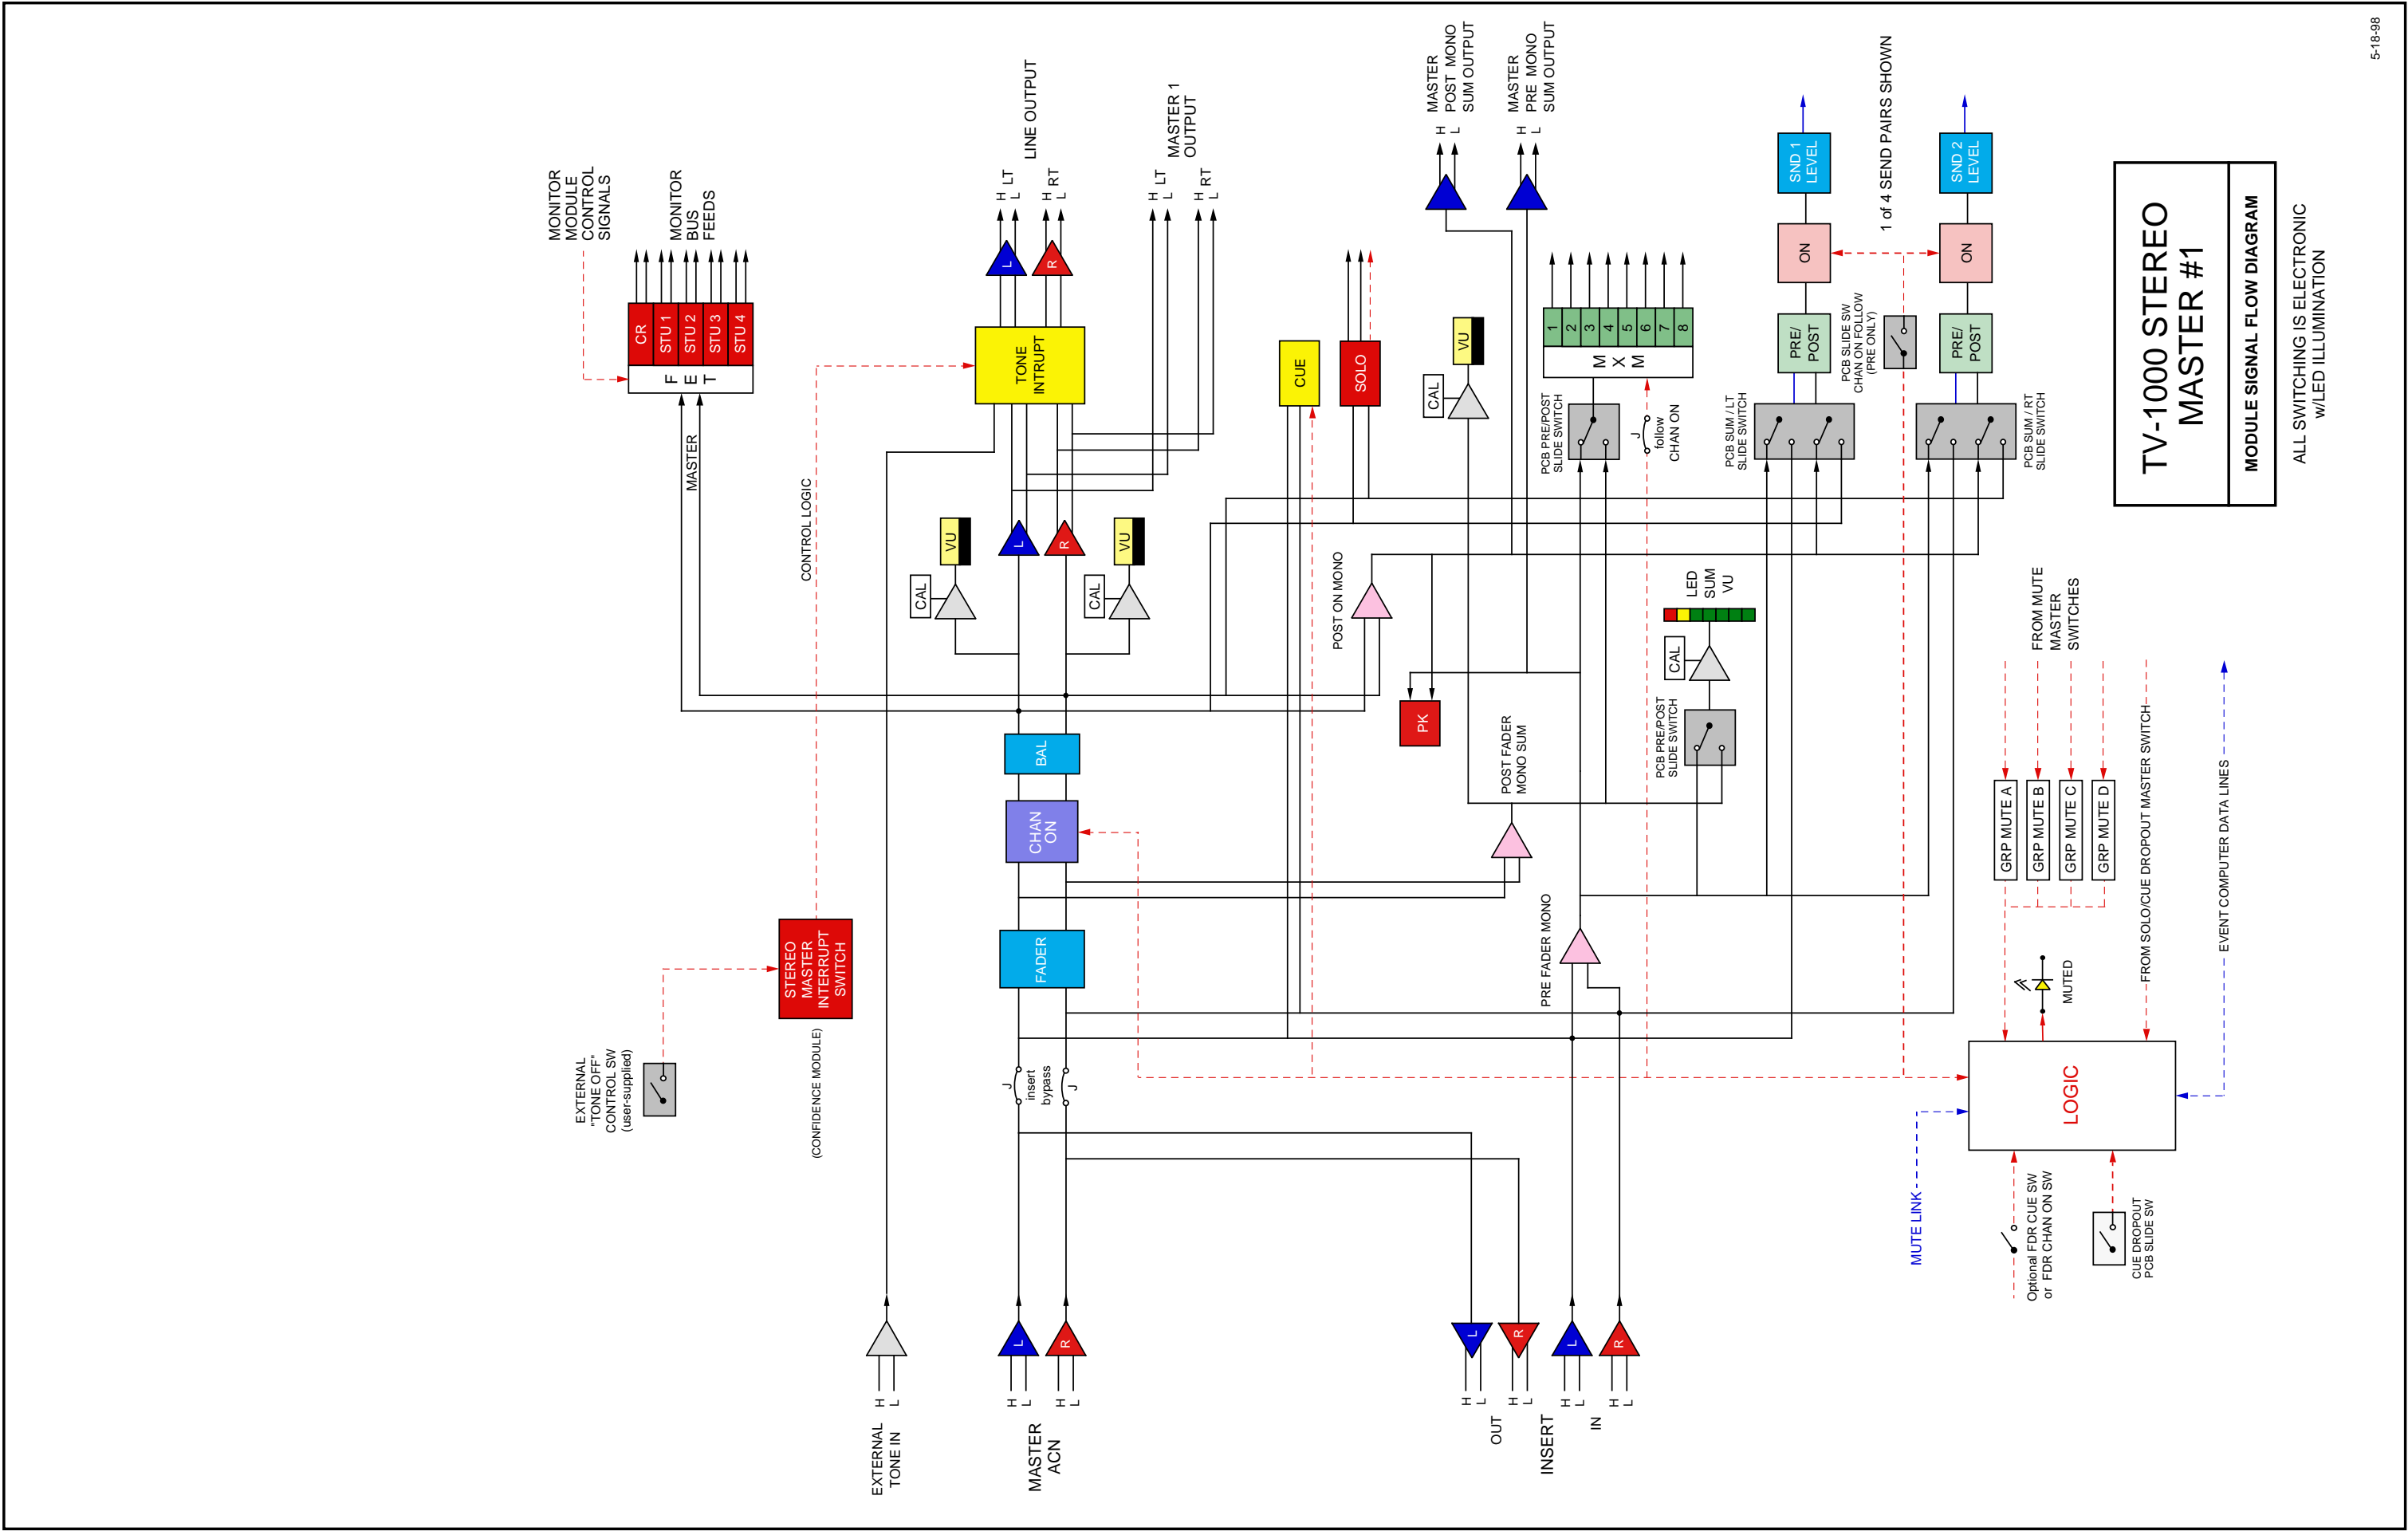 EXTERNAL
TONE IN
H
L
MASTER
ACN
H
L
H
L
OUT
H
L
H
L
INSERT
IN
H
L
H
L
L
R
L
R
L
R
EXTERNAL
"TONE OFF"
CONTROL SW
(user-supplied)
STEREO
MASTER
INTERRUPT
SWITCH
(CONFIDENCE MODULE)
CONTROL LOGIC
J
insert
bypass
J
FADER
CHAN
ON
BAL
CAL
VU
CAL
VU
L
R
MASTER
F
E
T
CR
STU 1
STU 2
STU 3
STU 4
MONITOR
MODULE
CONTROL
SIGNALS
MONITOR
BUS
FEEDS
TONE
INTRUPT
L
R
H
L
LT
H
L
RT
LINE OUTPUT
H
L
LT
H
L
RT
MASTER 1
OUTPUT
CUE
SOLO
POST ON MONO
PK
POST FADER
MONO SUM
PRE FADER MONO
CAL
VU
H
L
MASTER
POST MONO
SUM OUTPUT
H
L
MASTER
PRE MONO
SUM OUTPUT
PCB PRE/POST
SLIDE SWITCH
M
X
M
1
2
3
4
5
6
7
8
J
follow
CHAN ON
PCB PRE/POST
SLIDE SWITCH
CAL
LED
SUM
VU
PCB SUM / LT
SLIDE SWITCH
PRE/
POST
ON
SND 1
LEVEL
PCB SLIDE SW
CHAN ON FOLLOW
(PRE ONLY)
1 of 4 SEND PAIRS SHOWN
PCB SUM / RT
SLIDE SWITCH
PRE/
POST
ON
SND 2
LEVEL
MUTE LINK
Optional FDR CUE SW
or FDR CHAN ON SW
CUE DROPOUT
PCB SLIDE SW
LOGIC
MUTED
GRP MUTE A
GRP MUTE B
GRP MUTE C
GRP MUTE D
FROM MUTE
MASTER
SWITCHES
FROM SOLO/CUE DROPOUT MASTER SWITCH
EVENT COMPUTER DATA LINES
TV-1000 STEREO
MASTER #1
MODULE SIGNAL FLOW DIAGRAM
ALL SWITCHING IS ELECTRONIC
w/LED ILLUMINATION
5-18-98